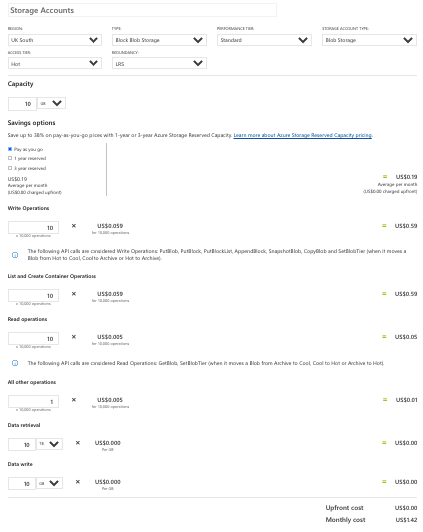 Storage Accounts
REGION: TYPE: PERFORMANCE TIER: STORAGE ACCOUNT TYPE:
UK South Block Blob Storage Standard Blob Storage
ACCESS TIER: REDUNDANCY:
Hot LRS
Capacity
10 GB
Savings options
Save up to 38% on pay-as-you-go prices with 1-year or 3-year Azure Storage Reserved Capacity. Learn more about Azure Storage Reserved Capacity pricing.
Pay as you go
1 year reserved
3 year reserved
US$0.19 = US$0.19
Average per month Average per month
(US$0.00 charged upfront) (US$0.00 charged upfront)
Write Operations
10 × US$0.059 = US$0.59
x 10,000 operations Per 10,000 operations
The following API calls are considered Write Operations: PutBlob, PutBlock, PutBlockList, AppendBlock, SnapshotBlob, CopyBlob and SetBlobTier (when it moves a
Blob from Hot to Cool, Cool to Archive or Hot to Archive).
List and Create Container Operations
10 × US$0.059 = US$0.59
x 10,000 operations Per 10,000 operations
Read operations
10 × US$0.005 = US$0.05
x 10,000 operations Per 10,000 operations
The following API calls are considered Read Operations: GetBlob, SetBlobTier (when it moves a Blob from Archive to Cool, Cool to Hot or Archive to Hot).
All other operations
1 × US$0.005 = US$0.01
x 10,000 operations Per 10,000 operations
Data retrieval
10 TB × US$0.000 = US$0.00
Per GB
Data write
10 GB × US$0.000 = US$0.00
Per GB
Upfront cost US$0.00
Monthly cost US$1.42